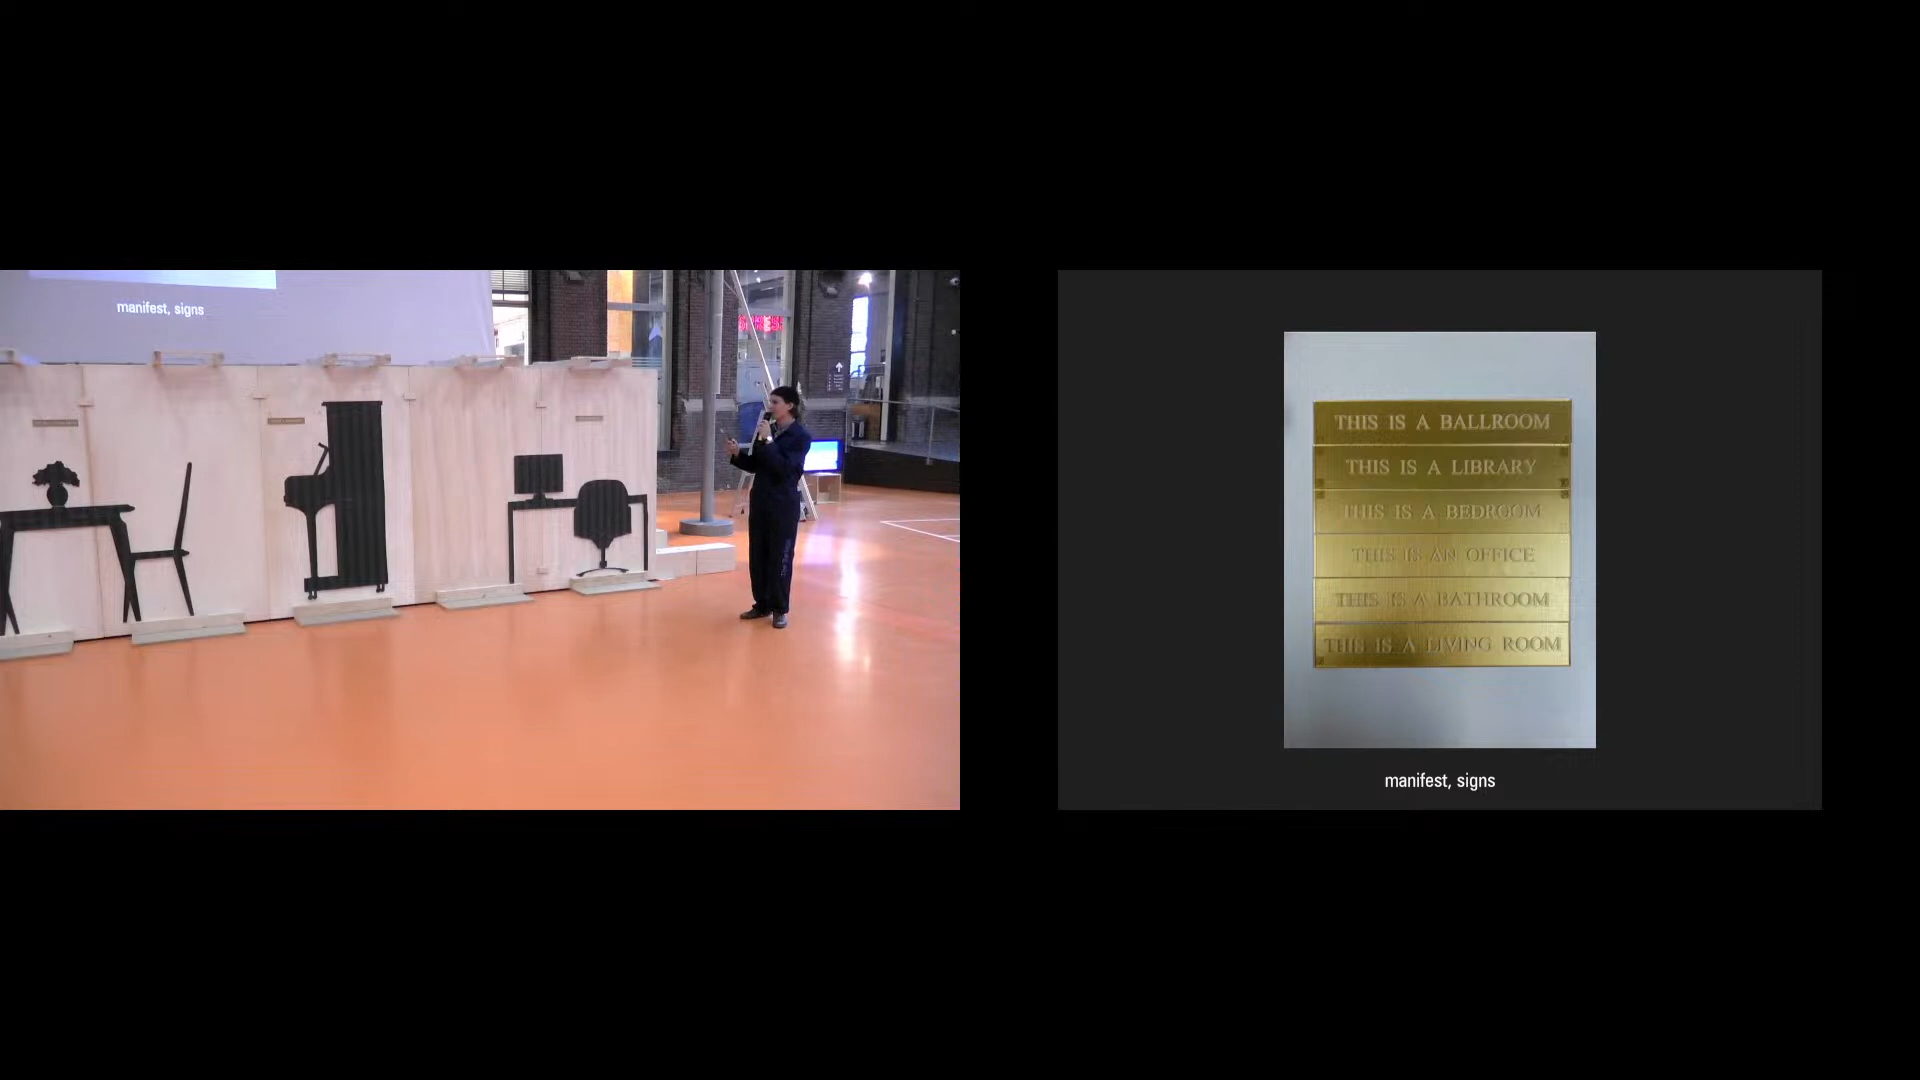 manifest, signs
THIS IS A BALLROOM
THIS IS A LIBRARY
THIS IS A BEDROOM
THIS IS AN OFFICE
THIS IS A BATHROOM
THIS IS A LIVING ROOM
manifest, signs